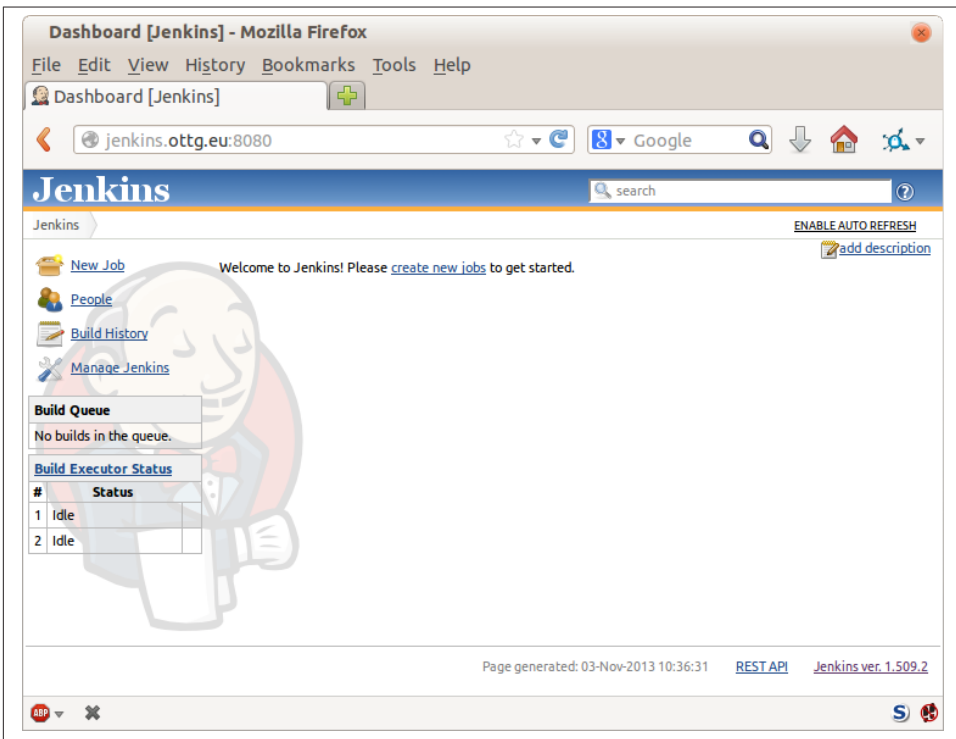 Dashboard [Jenkins] - Mozilla Firefox
File Edit View History Bookmarks Tools Help
Dashboard [Jenkins]
jenkins.ottg.eu:8080
8 Google
Jenkins
search
?
Jenkins
ENABLE AUTO REFRESH
add description
New Job
Welcome to Jenkins! Please create new jobs to get started.
People
Build History
Manage Jenkins
Build Queue
No builds in the queue.
Build Executor Status
# Status
1 Idle
2 Idle
Page generated: 03-Nov-2013 10:36:31 REST API Jenkins ver. 1.509.2
ABP
S